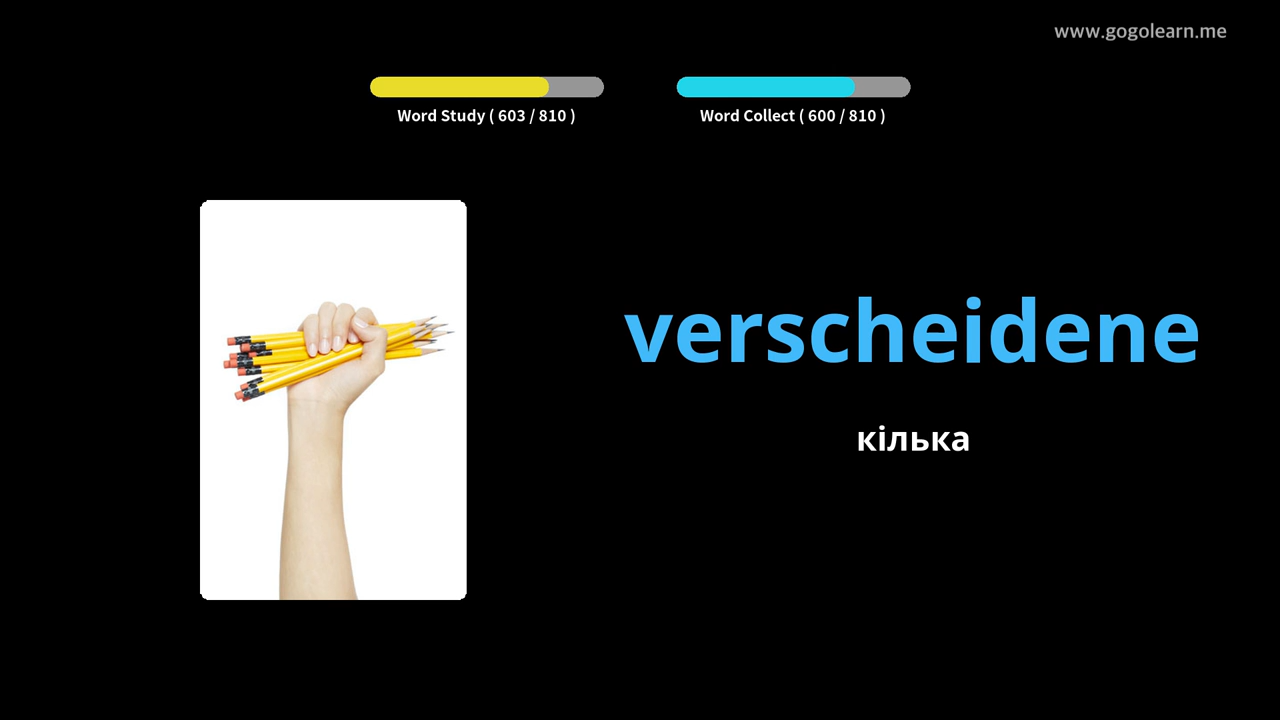 www.gogolearn.me
Word Study ( 603 / 810 )
Word Collect ( 600 / 810 )
verscheidene
кілька